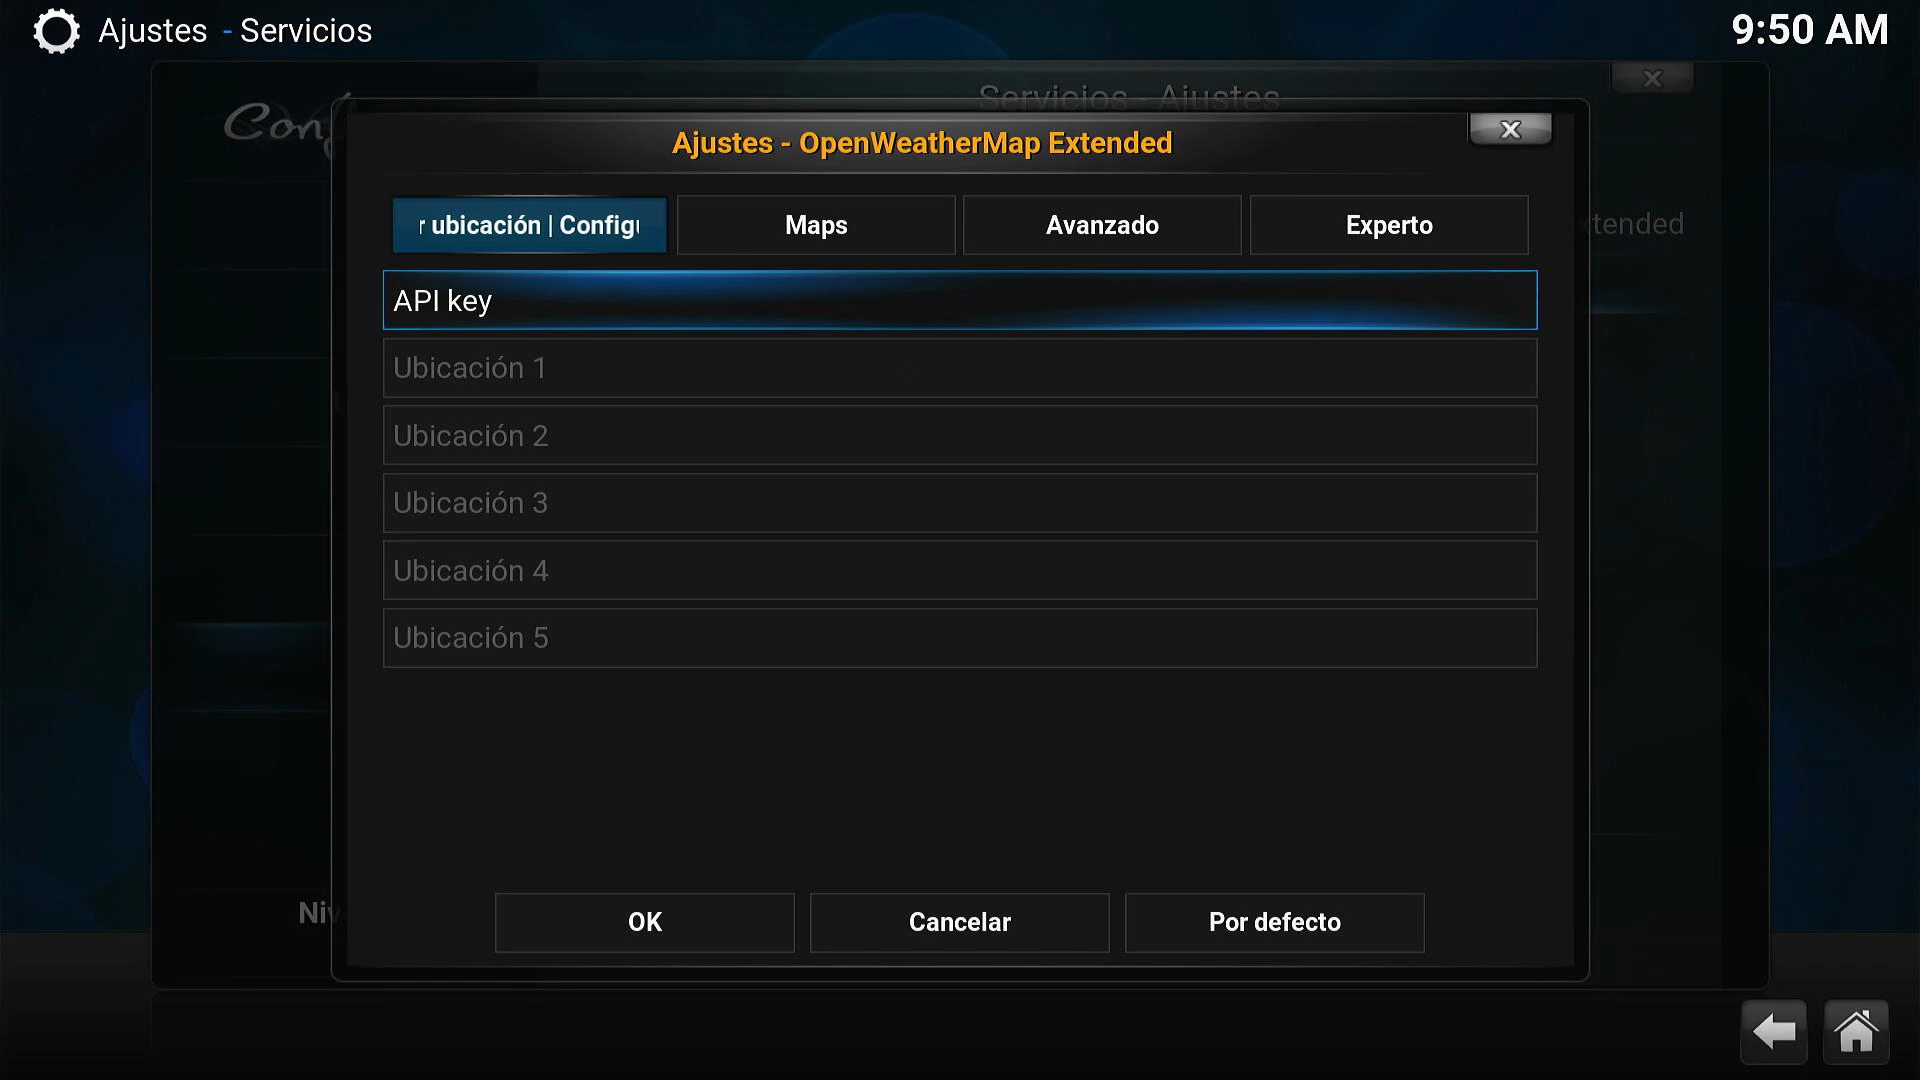 Ajustes - Servicios
9:50 AM
Servicios - Ajustes
Ajustes - OpenWeatherMap Extended
r ubicación | Config
Maps
Avanzado
Experto
API key
Ubicación 1
Ubicación 2
Ubicación 3
Ubicación 4
Ubicación 5
OK
Cancelar
Por defecto